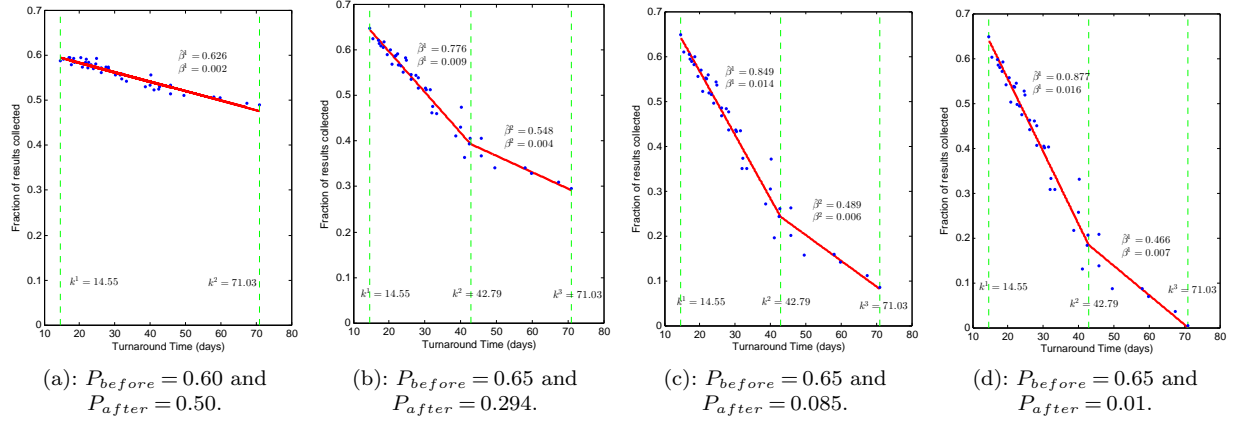 0.7
0.6
0.5
0.4
0.3
0.2
0.1
0
Fraction of results collected
β̃¹ = 0.626
β̄¹ = 0.002
k¹ = 14.55
k² = 71.03
10 20 30 40 50 60 70 80
Turnaround Time (days)
(a): P_before = 0.60 and
P_after = 0.50.
0.7
0.6
0.5
0.4
0.3
0.2
0.1
0
Fraction of results collected
β̃¹ = 0.776
β̄¹ = 0.009
β̃² = 0.548
β̄² = 0.004
k¹ = 14.55
k² = 42.79
k³ = 71.03
10 20 30 40 50 60 70 80
Turnaround Time (days)
(b): P_before = 0.65 and
P_after = 0.294.
0.7
0.6
0.5
0.4
0.3
0.2
0.1
0
Fraction of results collected
β̃¹ = 0.849
β̄¹ = 0.014
β̃² = 0.489
β̄² = 0.006
k¹ = 14.55
k² = 42.79
k³ = 71.03
10 20 30 40 50 60 70 80
Turnaround Time (days)
(c): P_before = 0.65 and
P_after = 0.085.
0.7
0.6
0.5
0.4
0.3
0.2
0.1
0
Fraction of results collected
β̃¹ = 0.0.877
β̄¹ = 0.016
β̃¹ = 0.466
β̄¹ = 0.007
k¹ = 14.55
k² = 42.79
k³ = 71.03
10 20 30 40 50 60 70 80
Turnaround Time (days)
(d): P_before = 0.65 and
P_after = 0.01.